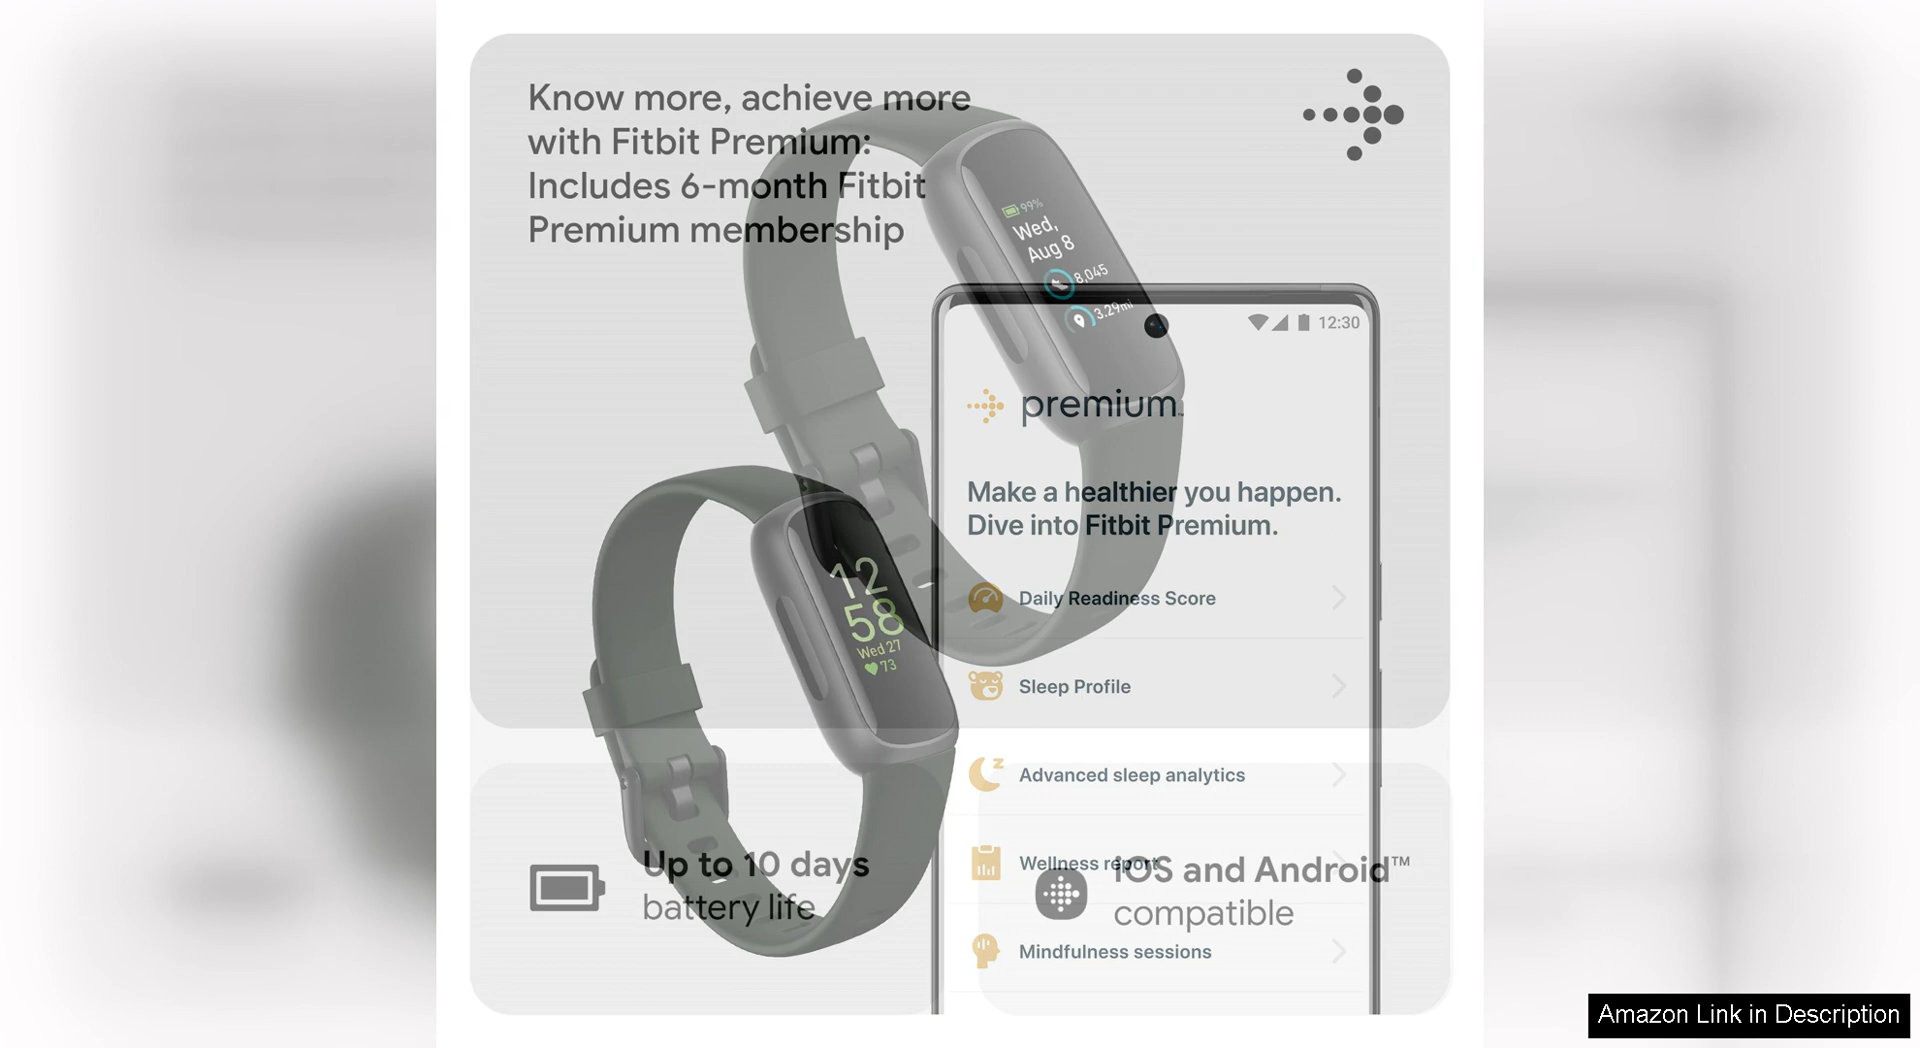 Know more, achieve more
with Fitbit Premium:
Includes 6-month Fitbit
Premium membership
99%
Wed,
Aug 8
8,045
3.29mi
12:30
premium
Make a healthier you happen.
Dive into Fitbit Premium.
12
58
Wed 27
73
Daily Readiness Score
Sleep Profile
Advanced sleep analytics
Wellness report
Mindfulness sessions
Up to 10 days
battery life
iOS and Android™
compatible
Amazon Link in Description